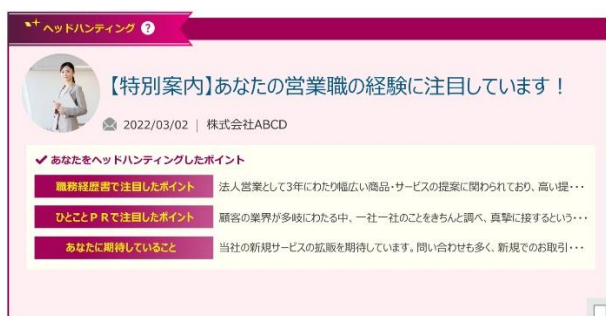 ヘッドハンティング ?
【特別案内】あなたの営業職の経験に注目しています！
2022/03/02 | 株式会社ABCD
あなたをヘッドハンティングしたポイント
職務経歴書で注目したポイント 法人営業として3年にわたり幅広い商品・サービスの提案に関わられており、高い提・・・
ひとことＰＲで注目したポイント 顧客の業界が多岐にわたる中、一社一社のことをきちんと調べ、真摯に接するという・・・
あなたに期待していること 当社の新規サービスの拡販を期待しています。問い合わせも多く、新規でのお取引・・・